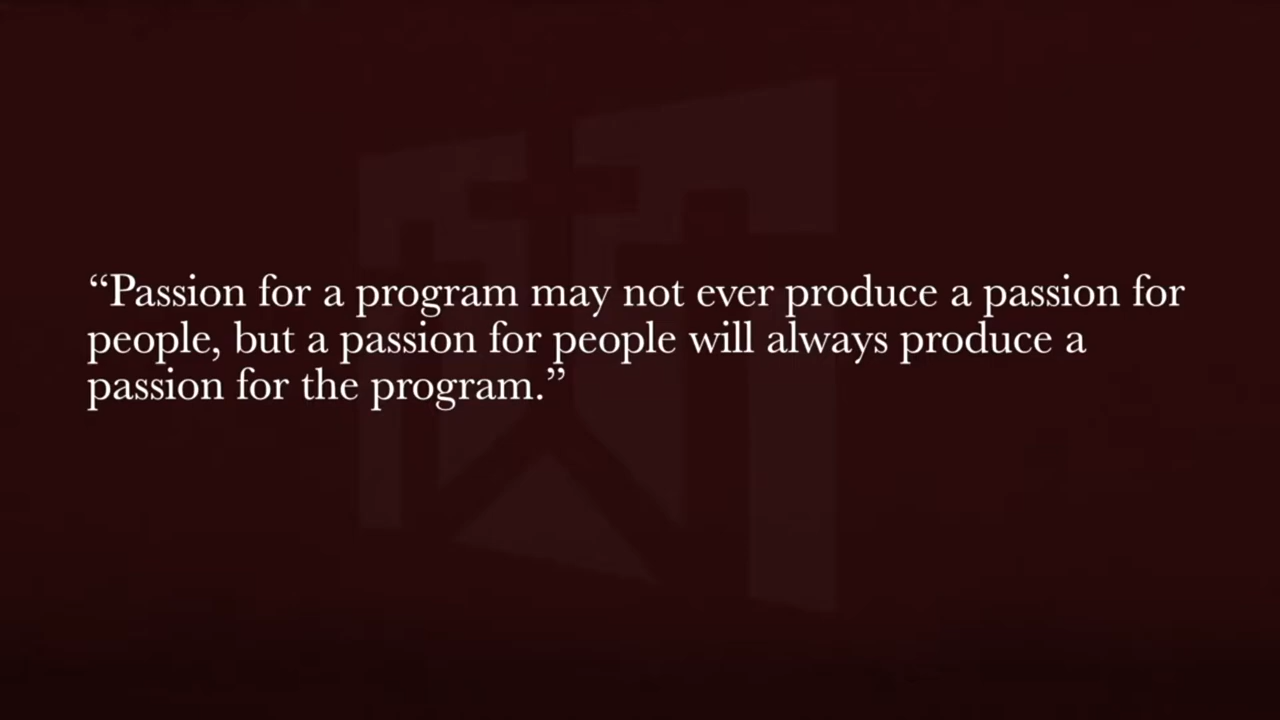 “Passion for a program may not ever produce a passion for
people, but a passion for people will always produce a
passion for the program.”